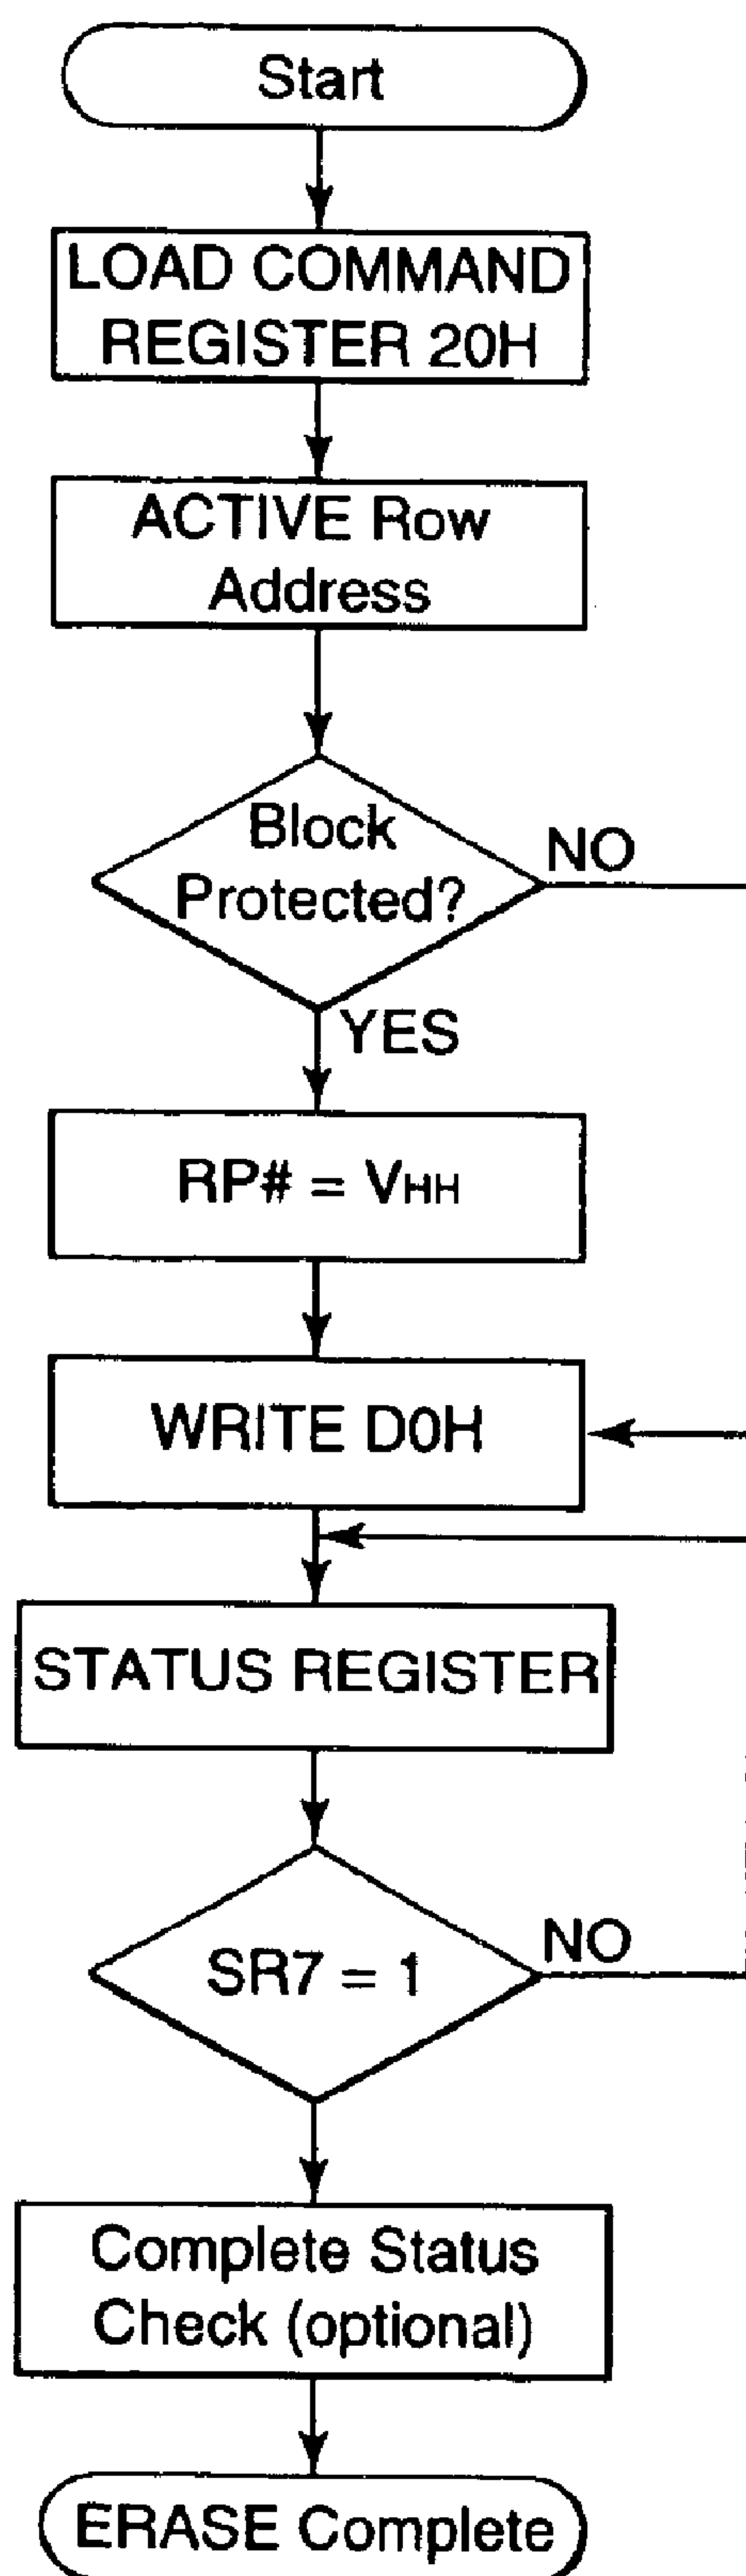 Start
LOAD COMMAND
REGISTER 20H
ACTIVE Row
Address
Block
Protected?
NO
YES
RP# = VHH
WRITE D0H
STATUS REGISTER
SR7 = 1
NO
Complete Status
Check (optional)
ERASE Complete